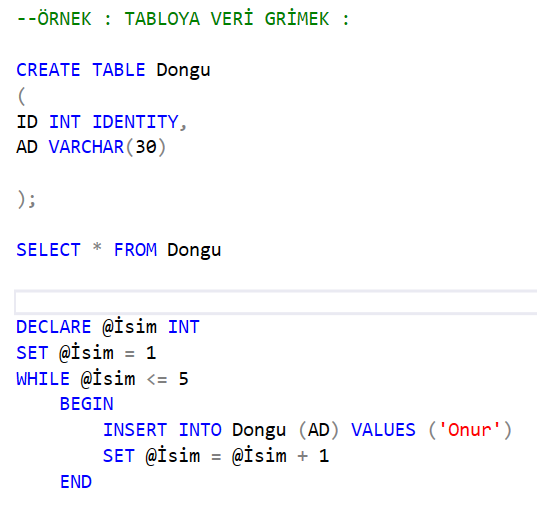 --ÖRNEK : TABLOYA VERİ GRİMEK :
CREATE TABLE Dongu
(
ID INT IDENTITY,
AD VARCHAR(30)
);
SELECT * FROM Dongu
DECLARE @İsim INT
SET @İsim = 1
WHILE @İsim <= 5
BEGIN
INSERT INTO Dongu (AD) VALUES ('Onur')
SET @İsim = @İsim + 1
END